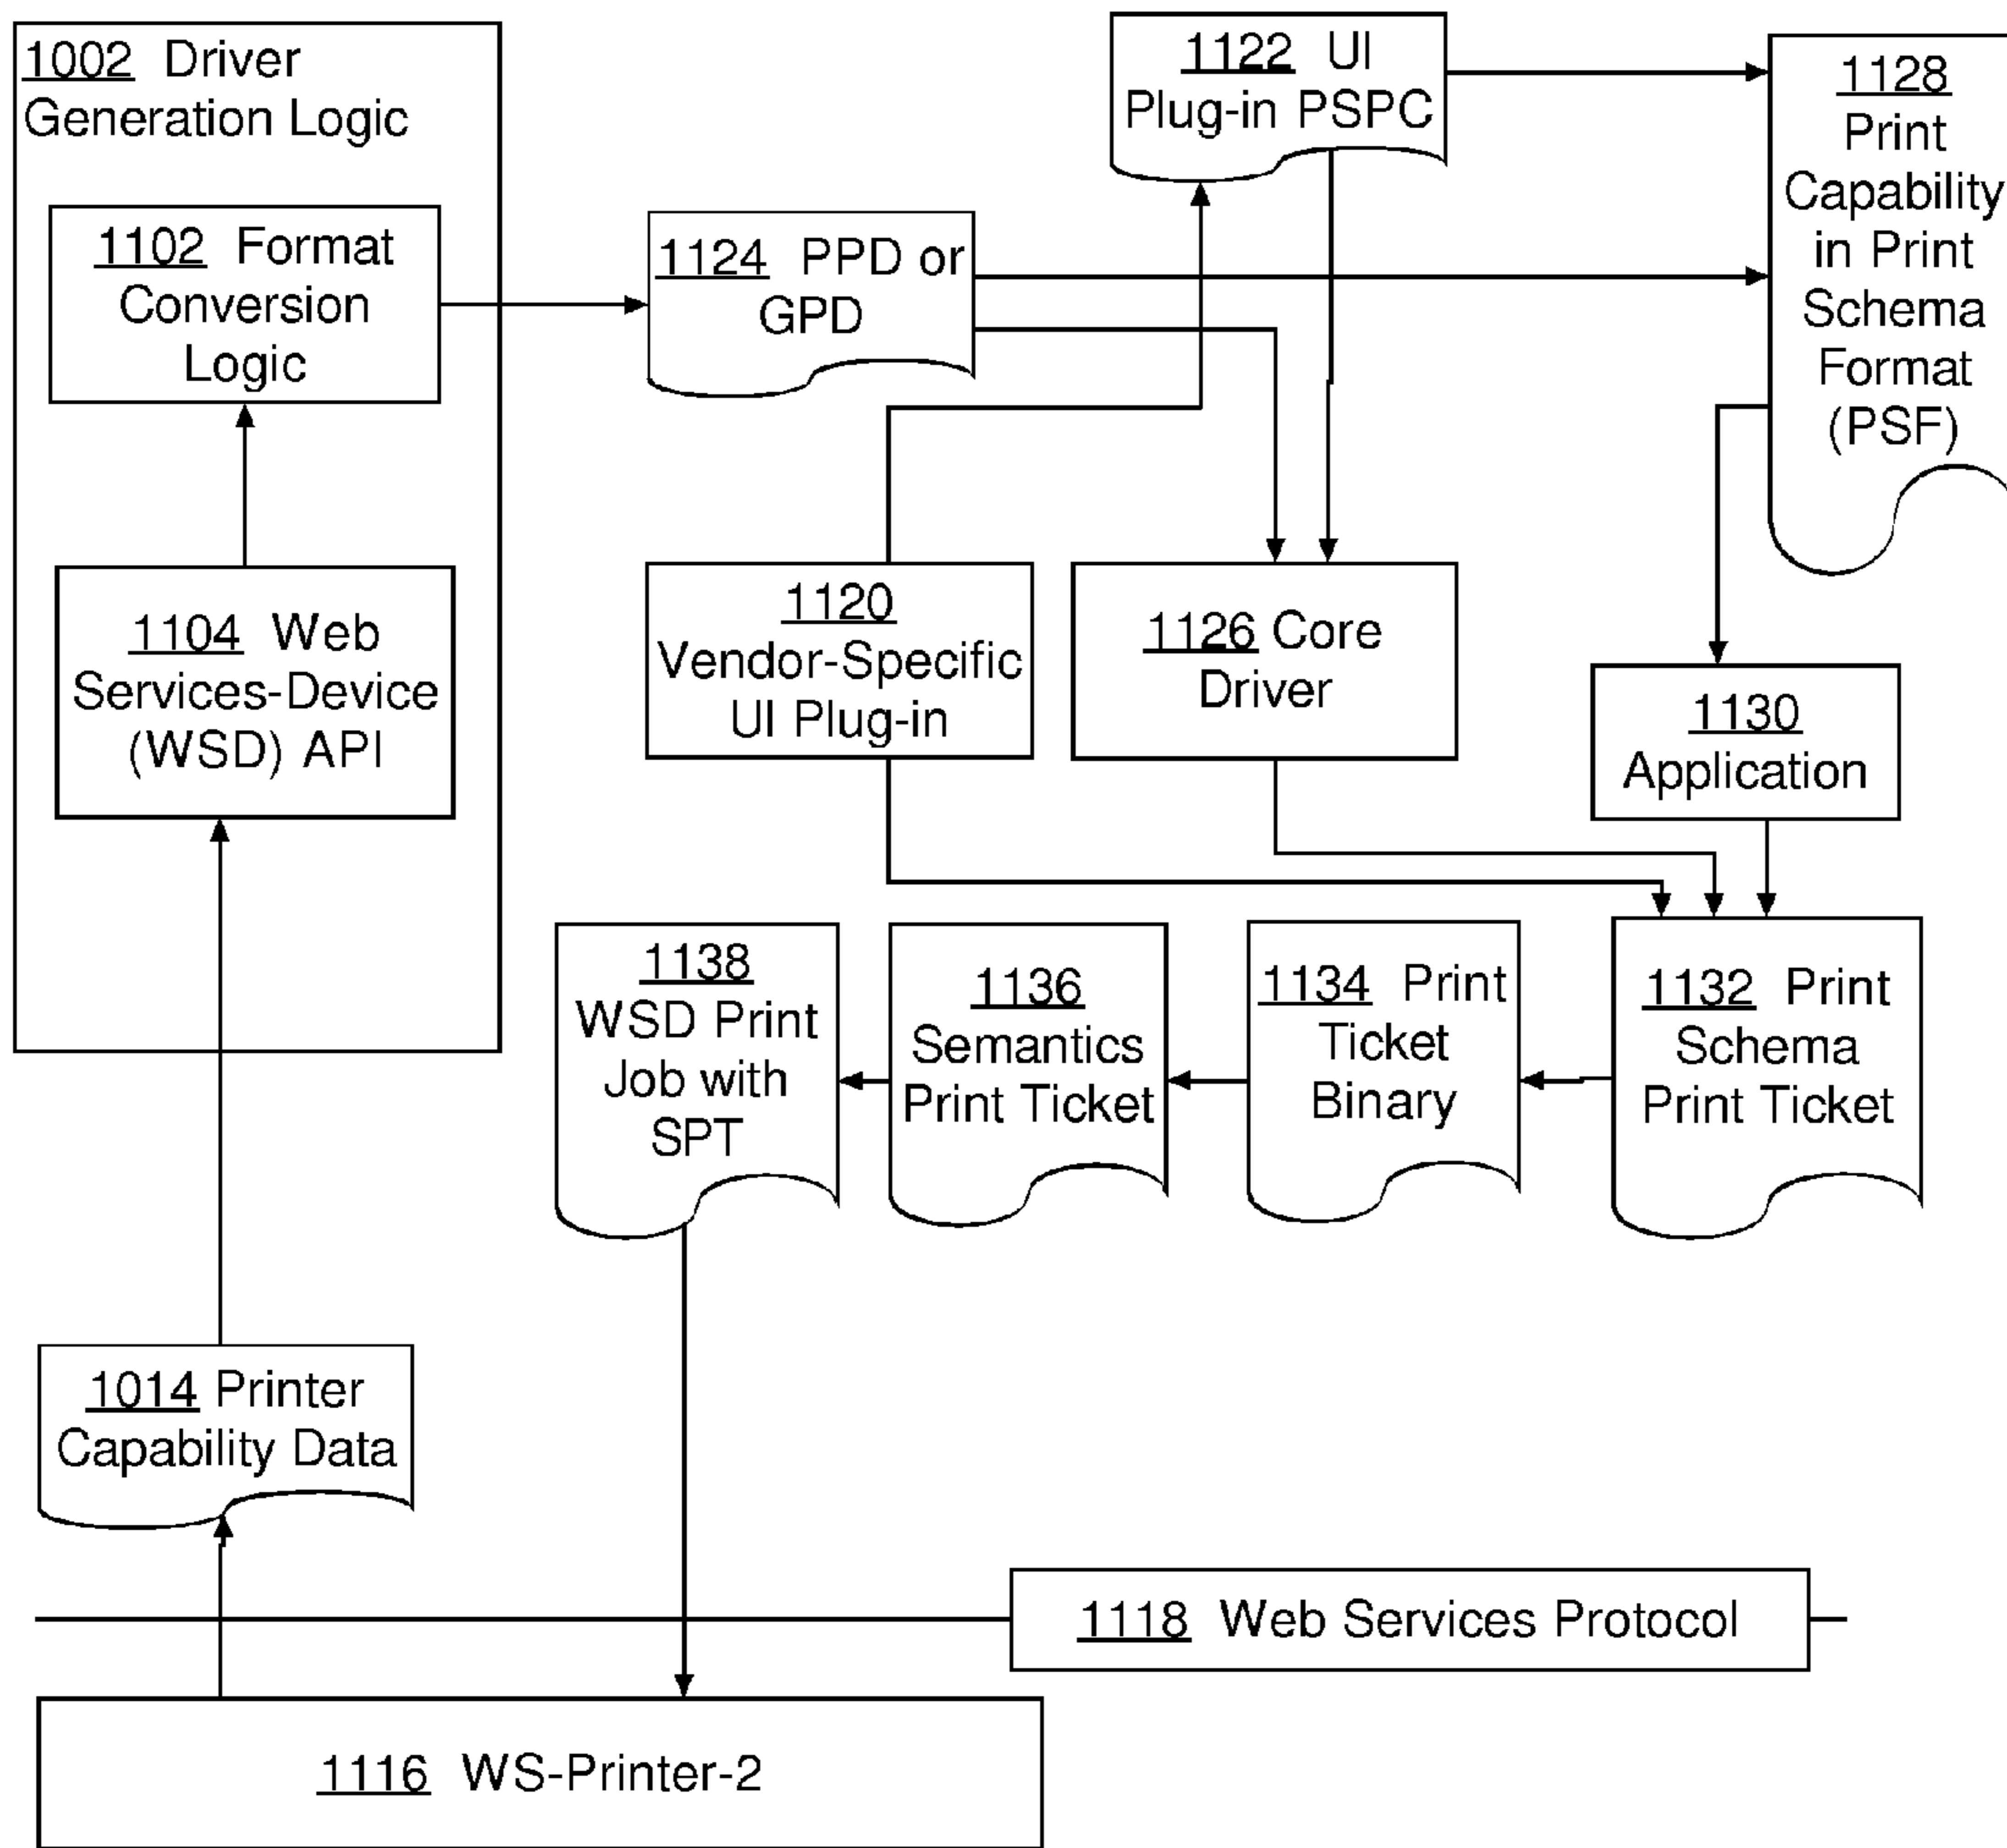 1002 Driver
Generation Logic
1102 Format
Conversion
Logic
1104 Web
Services-Device
(WSD) API
1014 Printer
Capability Data
1124 PPD or
GPD
1122 UI
Plug-in PSPC
1128
Print
Capability
in Print
Schema
Format
(PSF)
1120
Vendor-Specific
UI Plug-in
1126 Core
Driver
1130
Application
1138
WSD Print
Job with
SPT
1136
Semantics
Print Ticket
1134 Print
Ticket
Binary
1132 Print
Schema
Print Ticket
1118 Web Services Protocol
1116 WS-Printer-2